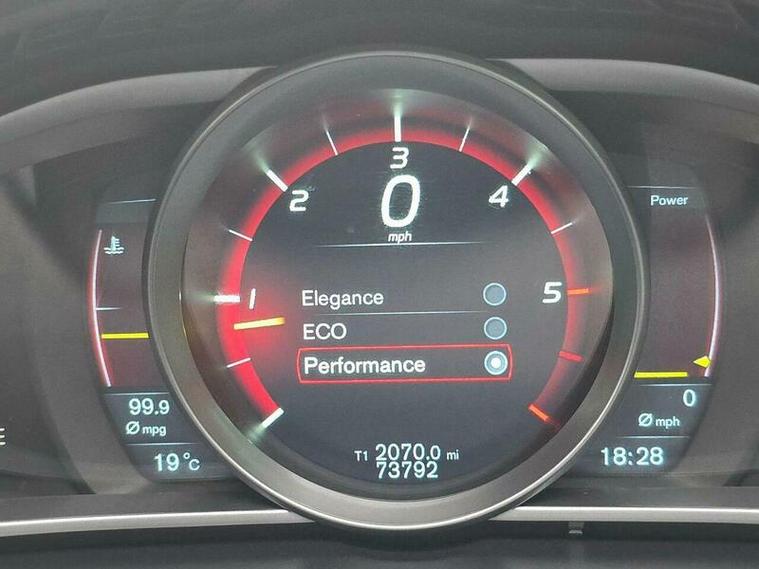 3
2
4
0
mph
Power
1
5
Elegance
ECO
Performance
99.9
Ø mpg
0
Ø mph
19°C
T1 2070.0 mi
73792
18:28
E